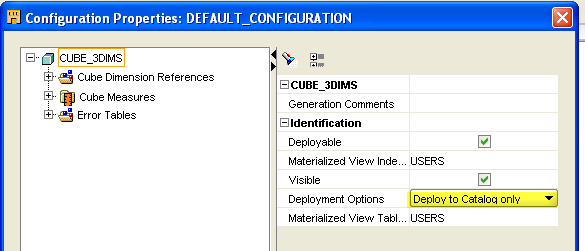 Configuration Properties: DEFAULT_CONFIGURATION
CUBE_3DIMS
Cube Dimension References
Cube Measures
Error Tables
CUBE_3DIMS
Generation Comments
Identification
Deployable
Materialized View Inde... USERS
Visible
Deployment Options Deploy to Catalog only
Materialized View Tabl... USERS